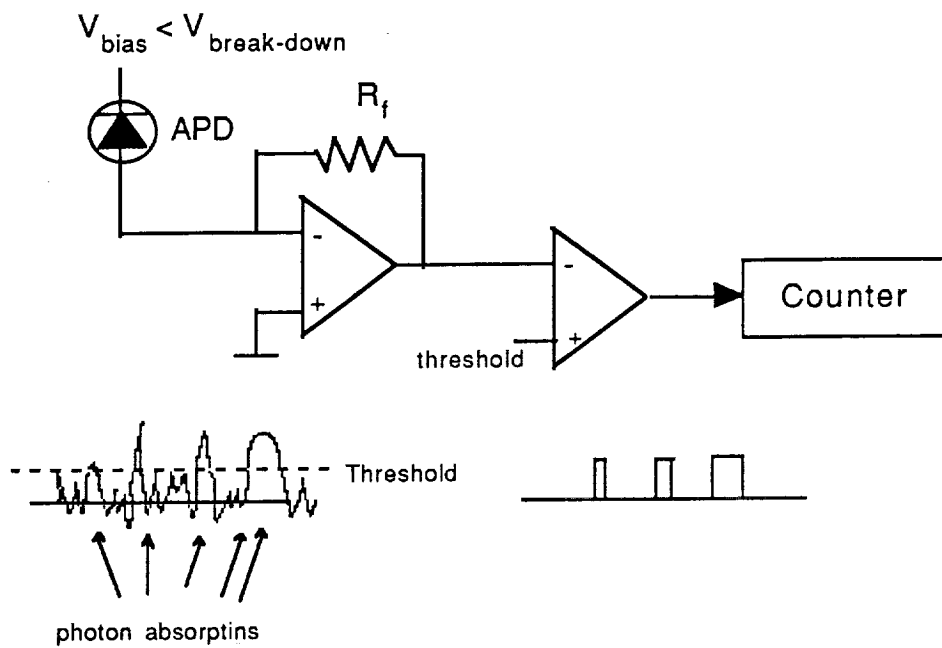 V_bias < V_break-down
APD
R_f
-
+
-
+
threshold
Counter
Threshold
photon absorptins